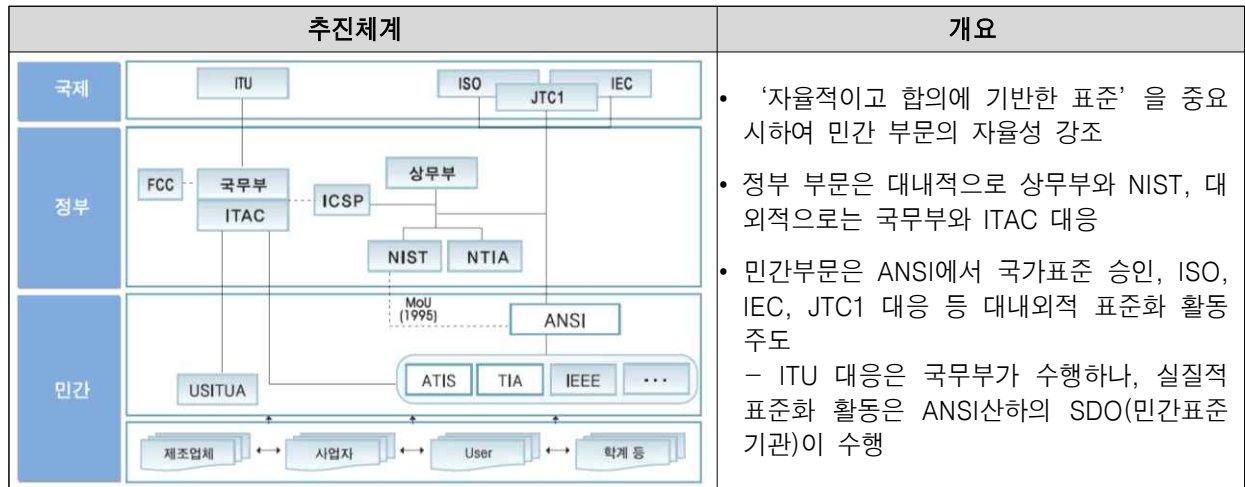 추진체계
개요
국제
ITU
ISO
JTC1
IEC
정부
FCC
국무부
ITAC
ICSP
상무부
NIST
NTIA
민간
MoU
(1995)
ANSI
USITUA
ATIS
TIA
IEEE
···
제조업체
사업자
User
학계 등
• ‘자율적이고 합의에 기반한 표준’을 중요
시하여 민간 부문의 자율성 강조
• 정부 부문은 대내적으로 상무부와 NIST, 대
외적으로는 국무부와 ITAC 대응
• 민간부문은 ANSI에서 국가표준 승인, ISO,
IEC, JTC1 대응 등 대내외적 표준화 활동
주도
– ITU 대응은 국무부가 수행하나, 실질적
표준화 활동은 ANSI산하의 SDO(민간표준
기관)이 수행